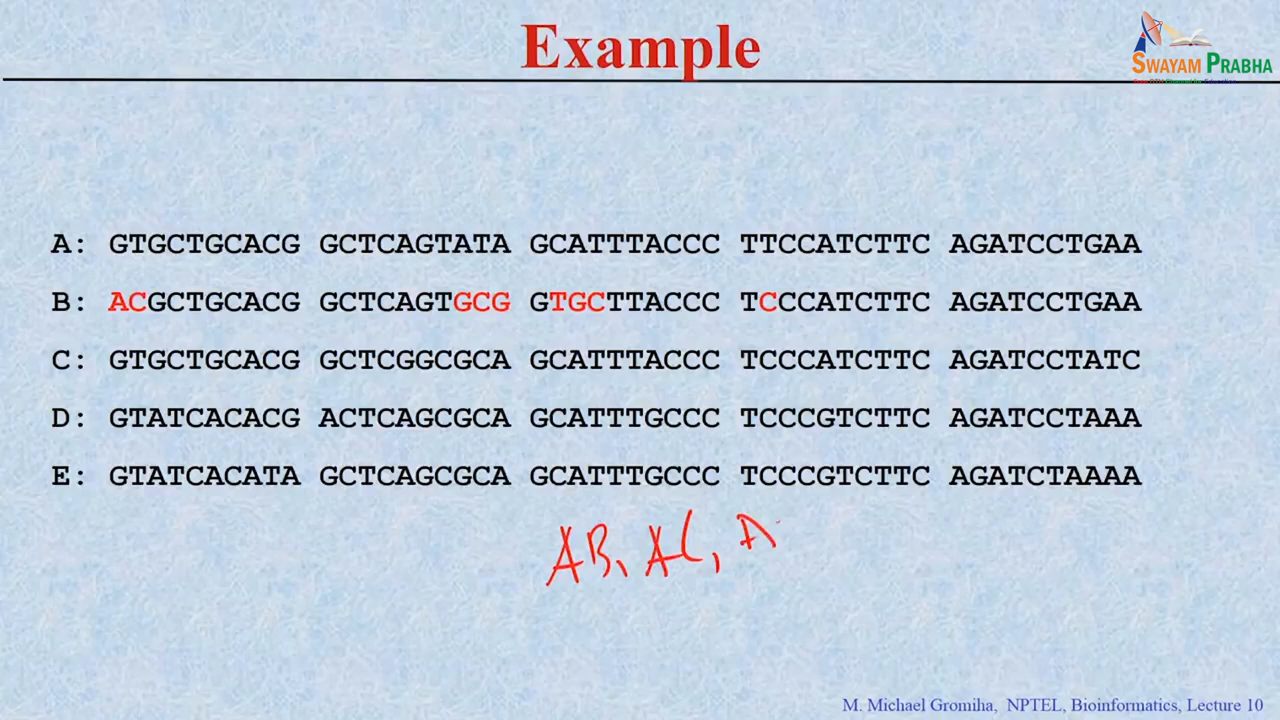 Example
SWAYAM PRABHA
A: GTGCTGCACG GCTCAGTATA GCATTTACCC TTCCATCTTC AGATCCTGAA
B: ACGCTGCACG GCTCAGTGCG GTGCTTACCC TCCCATCTTC AGATCCTGAA
C: GTGCTGCACG GCTCGGCGCA GCATTTACCC TCCCATCTTC AGATCCTATC
D: GTATCACACG ACTCAGCGCA GCATTTGCCC TCCCGTCTTC AGATCCTAAA
E: GTATCACATA GCTCAGCGCA GCATTTGCCC TCCCGTCTTC AGATCTAAAA
AB, AC, A
M. Michael Gromiha, NPTEL, Bioinformatics, Lecture 10